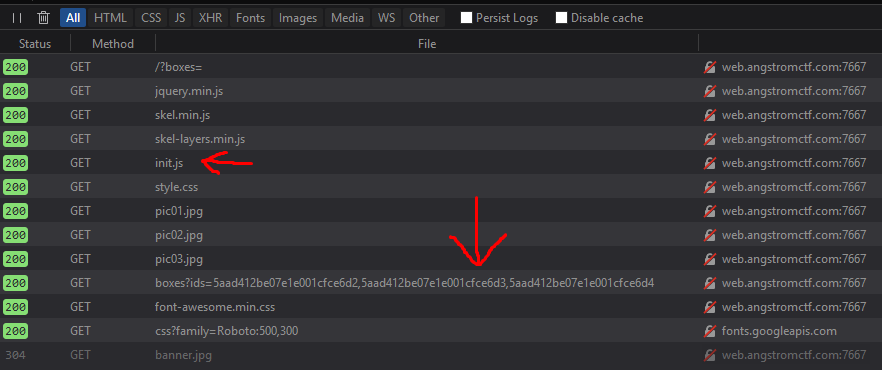 All HTML CSS JS XHR Fonts Images Media WS Other Persist Logs Disable cache
Status Method File
200 GET /?boxes= web.angstromctf.com:7667
200 GET jquery.min.js web.angstromctf.com:7667
200 GET skel.min.js web.angstromctf.com:7667
200 GET skel-layers.min.js web.angstromctf.com:7667
200 GET init.js web.angstromctf.com:7667
200 GET style.css web.angstromctf.com:7667
200 GET pic01.jpg web.angstromctf.com:7667
200 GET pic02.jpg web.angstromctf.com:7667
200 GET pic03.jpg web.angstromctf.com:7667
200 GET boxes?ids=5aad412be07e1e001cfce6d2,5aad412be07e1e001cfce6d3,5aad412be07e1e001cfce6d4 web.angstromctf.com:7667
200 GET font-awesome.min.css web.angstromctf.com:7667
200 GET css?family=Roboto:500,300 fonts.googleapis.com
304 GET banner.jpg web.angstromctf.com:7667